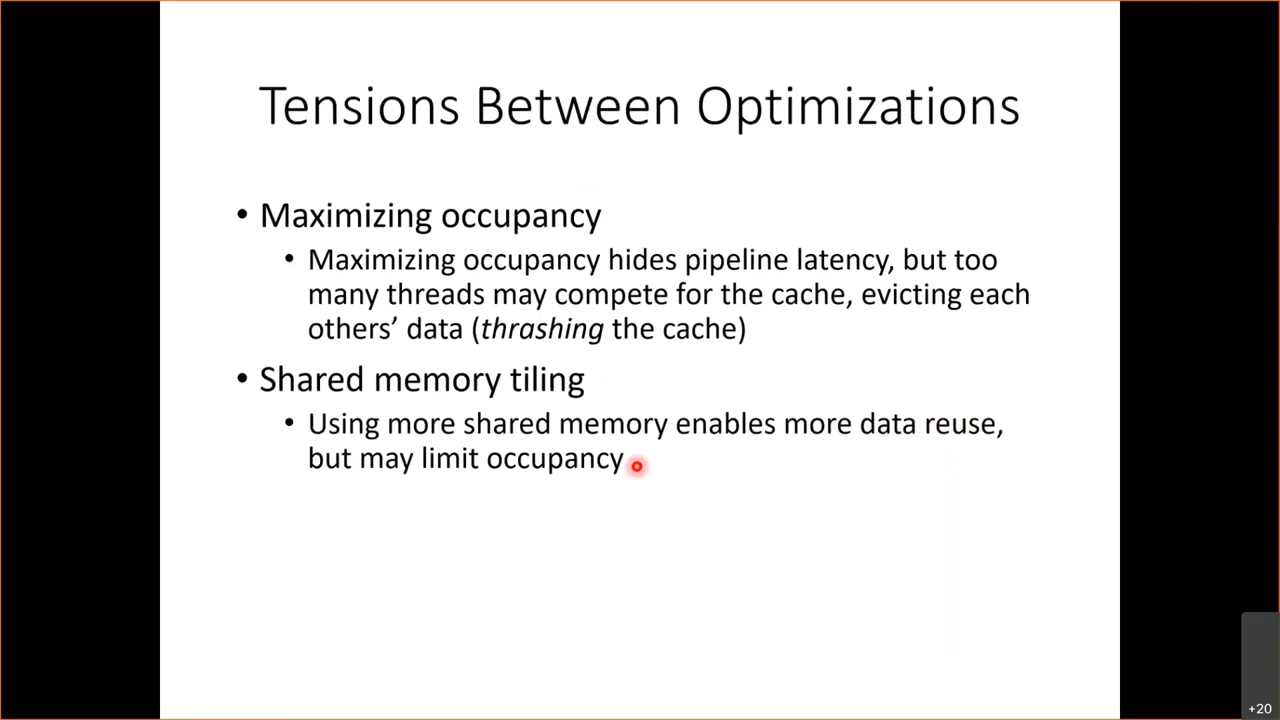 Tensions Between Optimizations
• Maximizing occupancy
• Maximizing occupancy hides pipeline latency, but too
many threads may compete for the cache, evicting each
others’ data (thrashing the cache)
• Shared memory tiling
• Using more shared memory enables more data reuse,
but may limit occupancy
+20